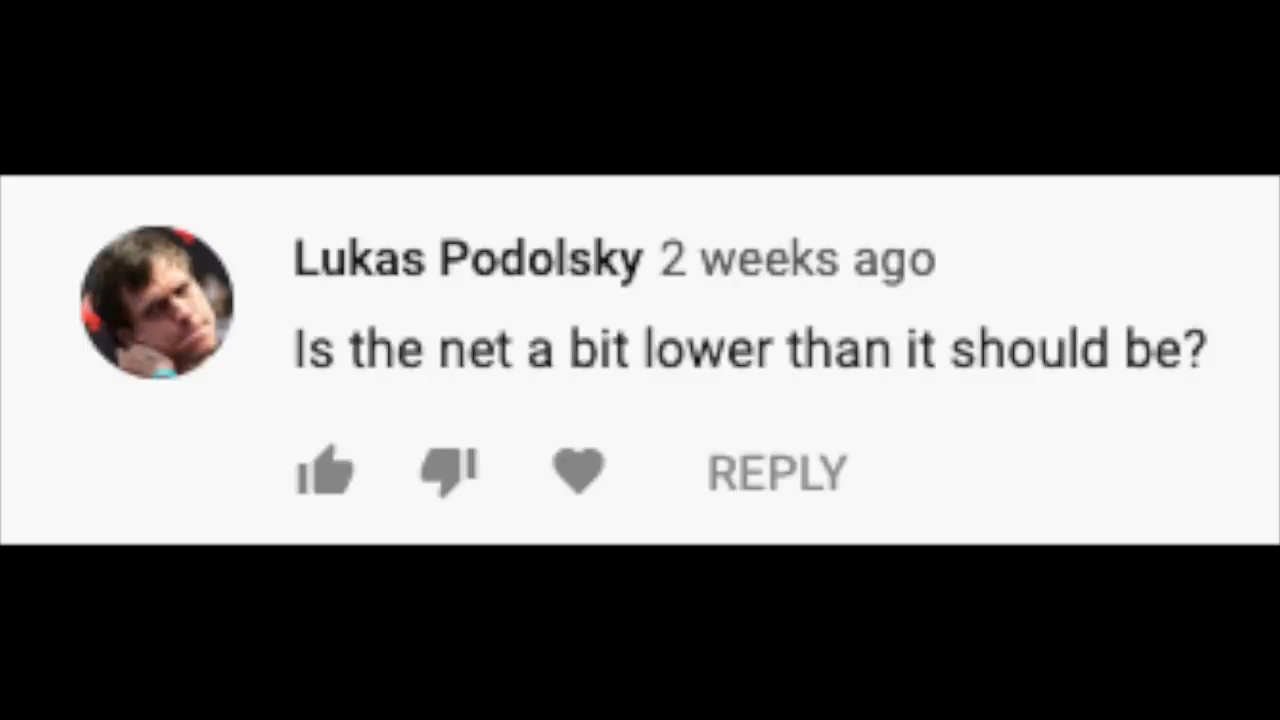 Lukas Podolsky 2 weeks ago
Is the net a bit lower than it should be?
REPLY